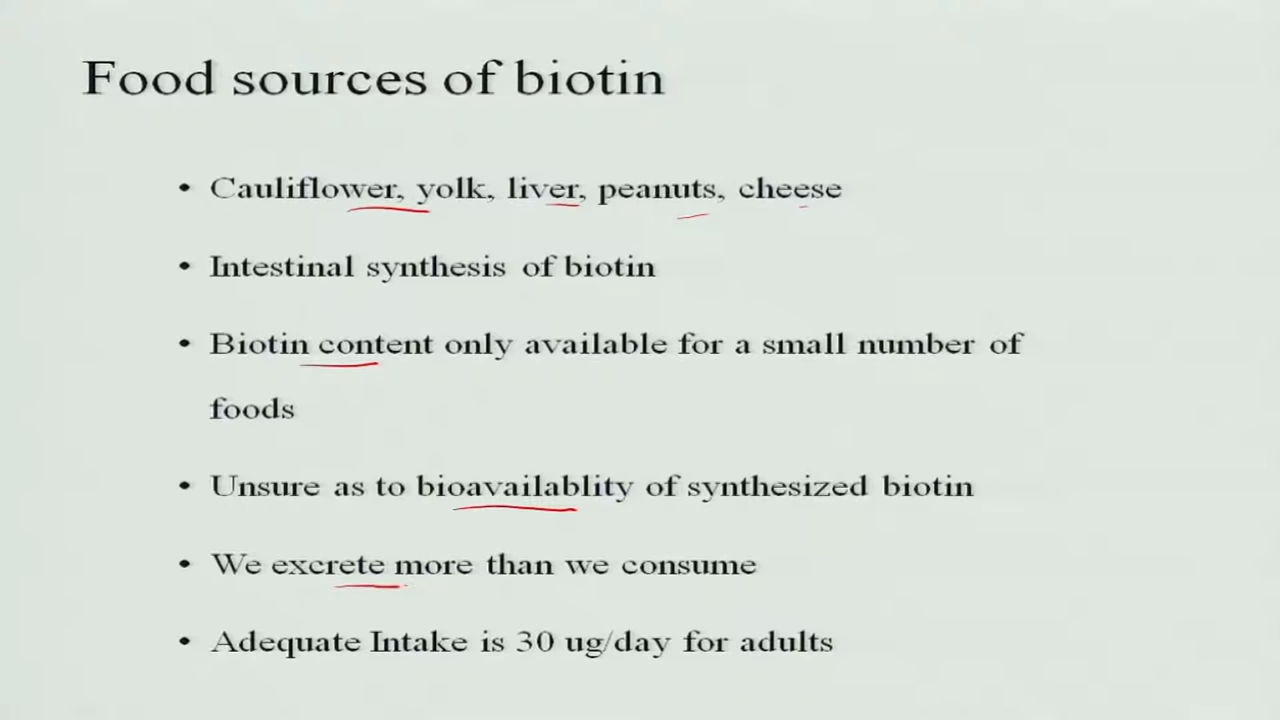 Food sources of biotin
• Cauliflower, yolk, liver, peanuts, cheese
• Intestinal synthesis of biotin
• Biotin content only available for a small number of
foods
• Unsure as to bioavailablity of synthesized biotin
• We excrete more than we consume
• Adequate Intake is 30 ug/day for adults